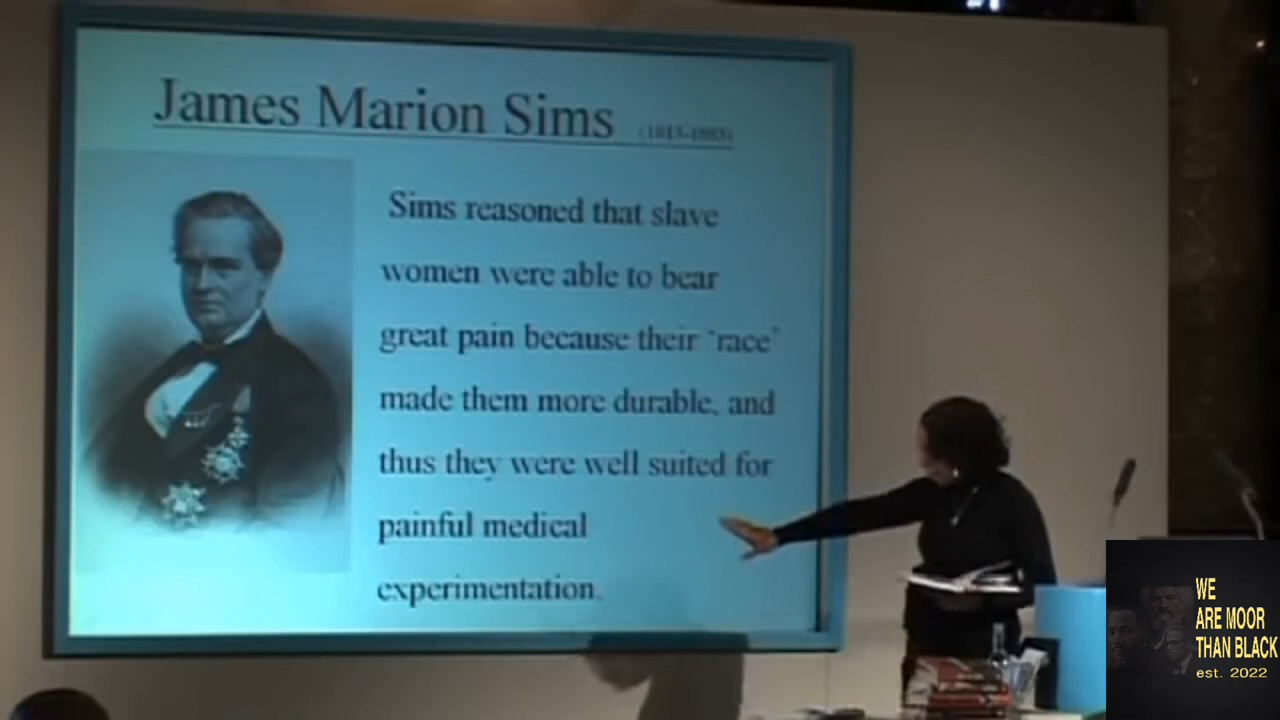 James Marion Sims (1813-1883)
Sims reasoned that slave
women were able to bear
great pain because their 'race'
made them more durable, and
thus they were well suited for
painful medical
experimentation.
WE
ARE MOOR
THAN BLACK
est. 2022